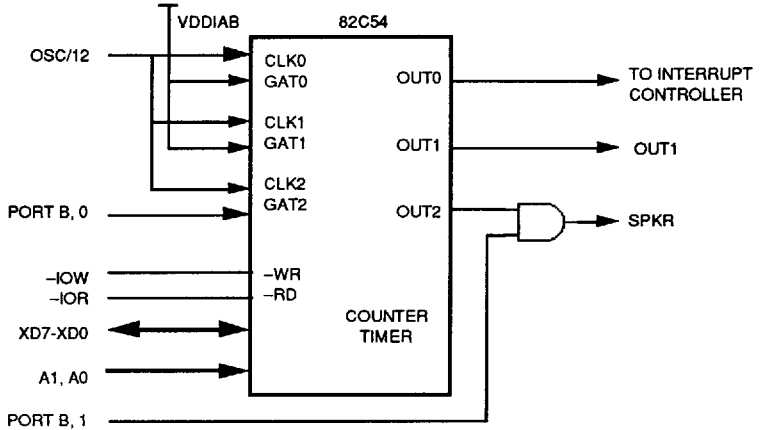 VDDIAB
82C54
OSC/12
CLK0
GAT0
OUT0
TO INTERRUPT
CONTROLLER
CLK1
GAT1
OUT1
OUT1
CLK2
GAT2
PORT B, 0
OUT2
SPKR
–IOW
–WR
–IOR
–RD
XD7-XD0
COUNTER
TIMER
A1, A0
PORT B, 1